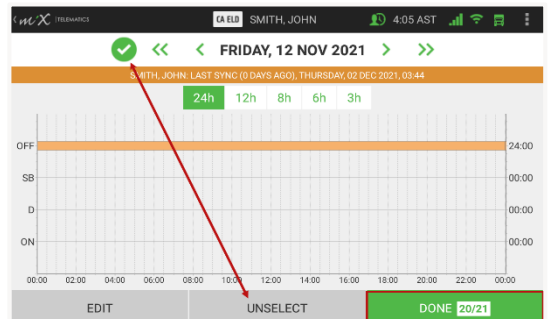 miX TELEMATICS CA ELD SMITH, JOHN 4:05 AST
<< < FRIDAY, 12 NOV 2021 > >>
SMITH, JOHN: LAST SYNC (0 DAYS AGO), THURSDAY, 02 DEC 2021, 03:44
24h 12h 8h 6h 3h
OFF 24:00
SB 00:00
D 00:00
ON 00:00
00:00 02:00 04:00 06:00 08:00 10:00 12:00 14:00 16:00 18:00 20:00 22:00 00:00
EDIT UNSELECT DONE 20/21